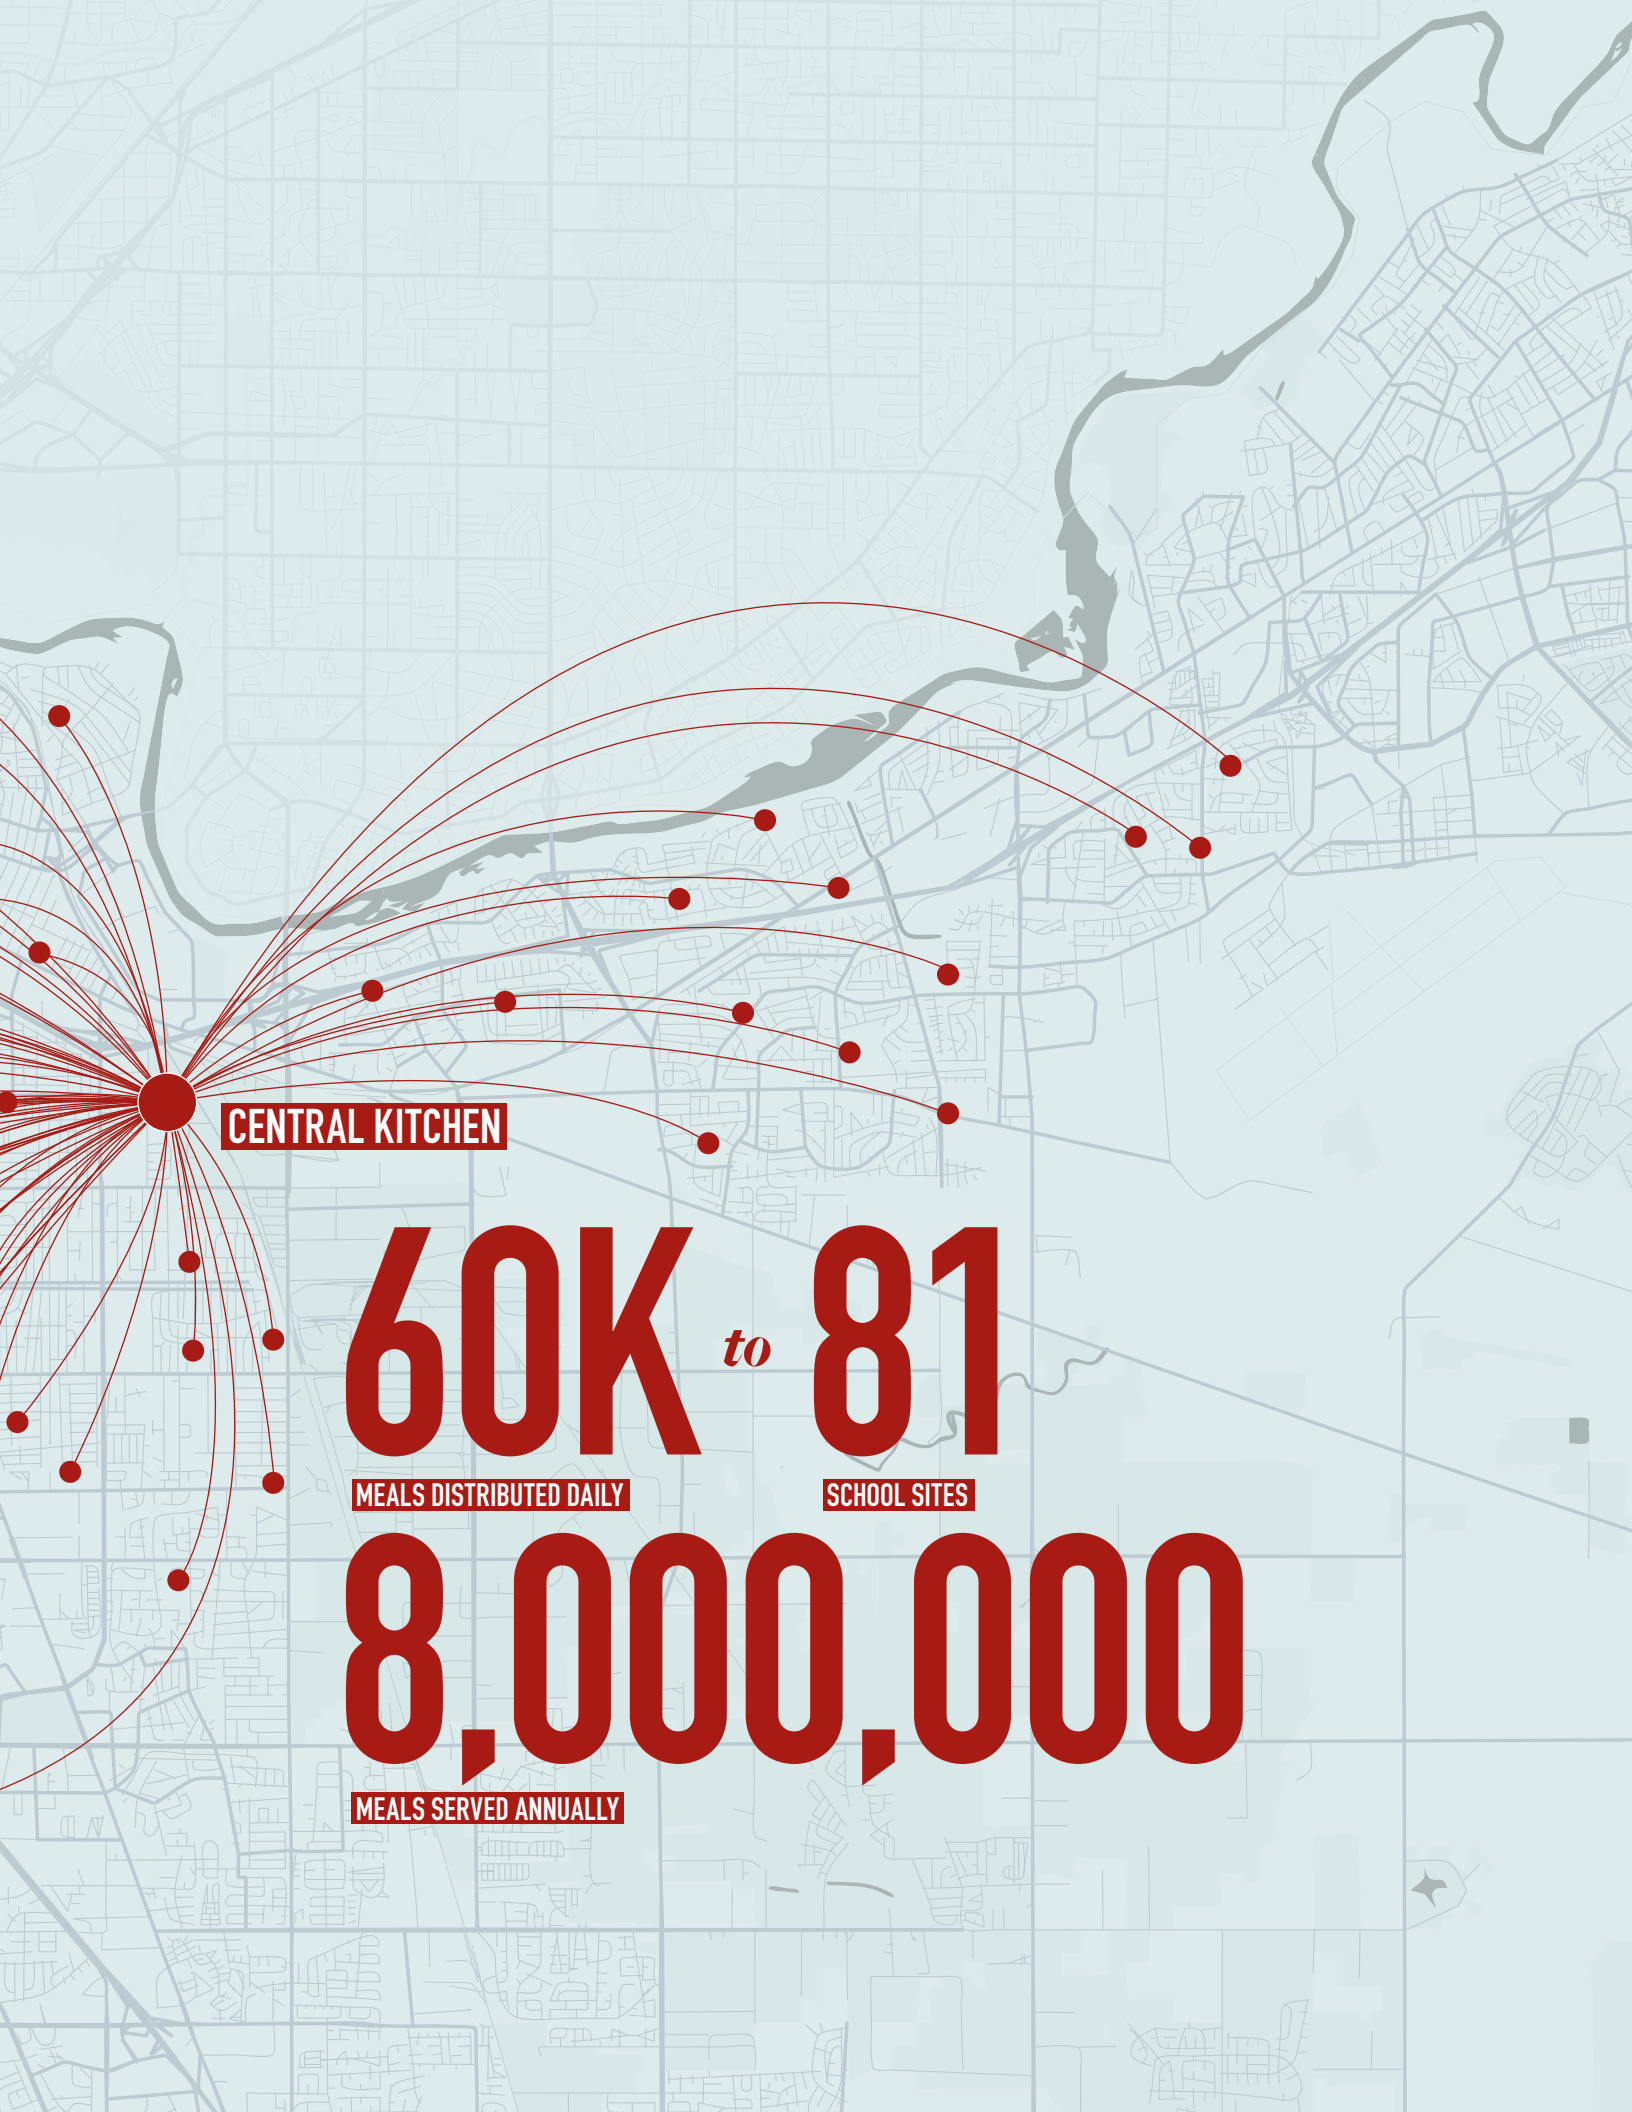 CENTRAL KITCHEN
60K to 81
MEALS DISTRIBUTED DAILY
SCHOOL SITES
8,000,000
MEALS SERVED ANNUALLY